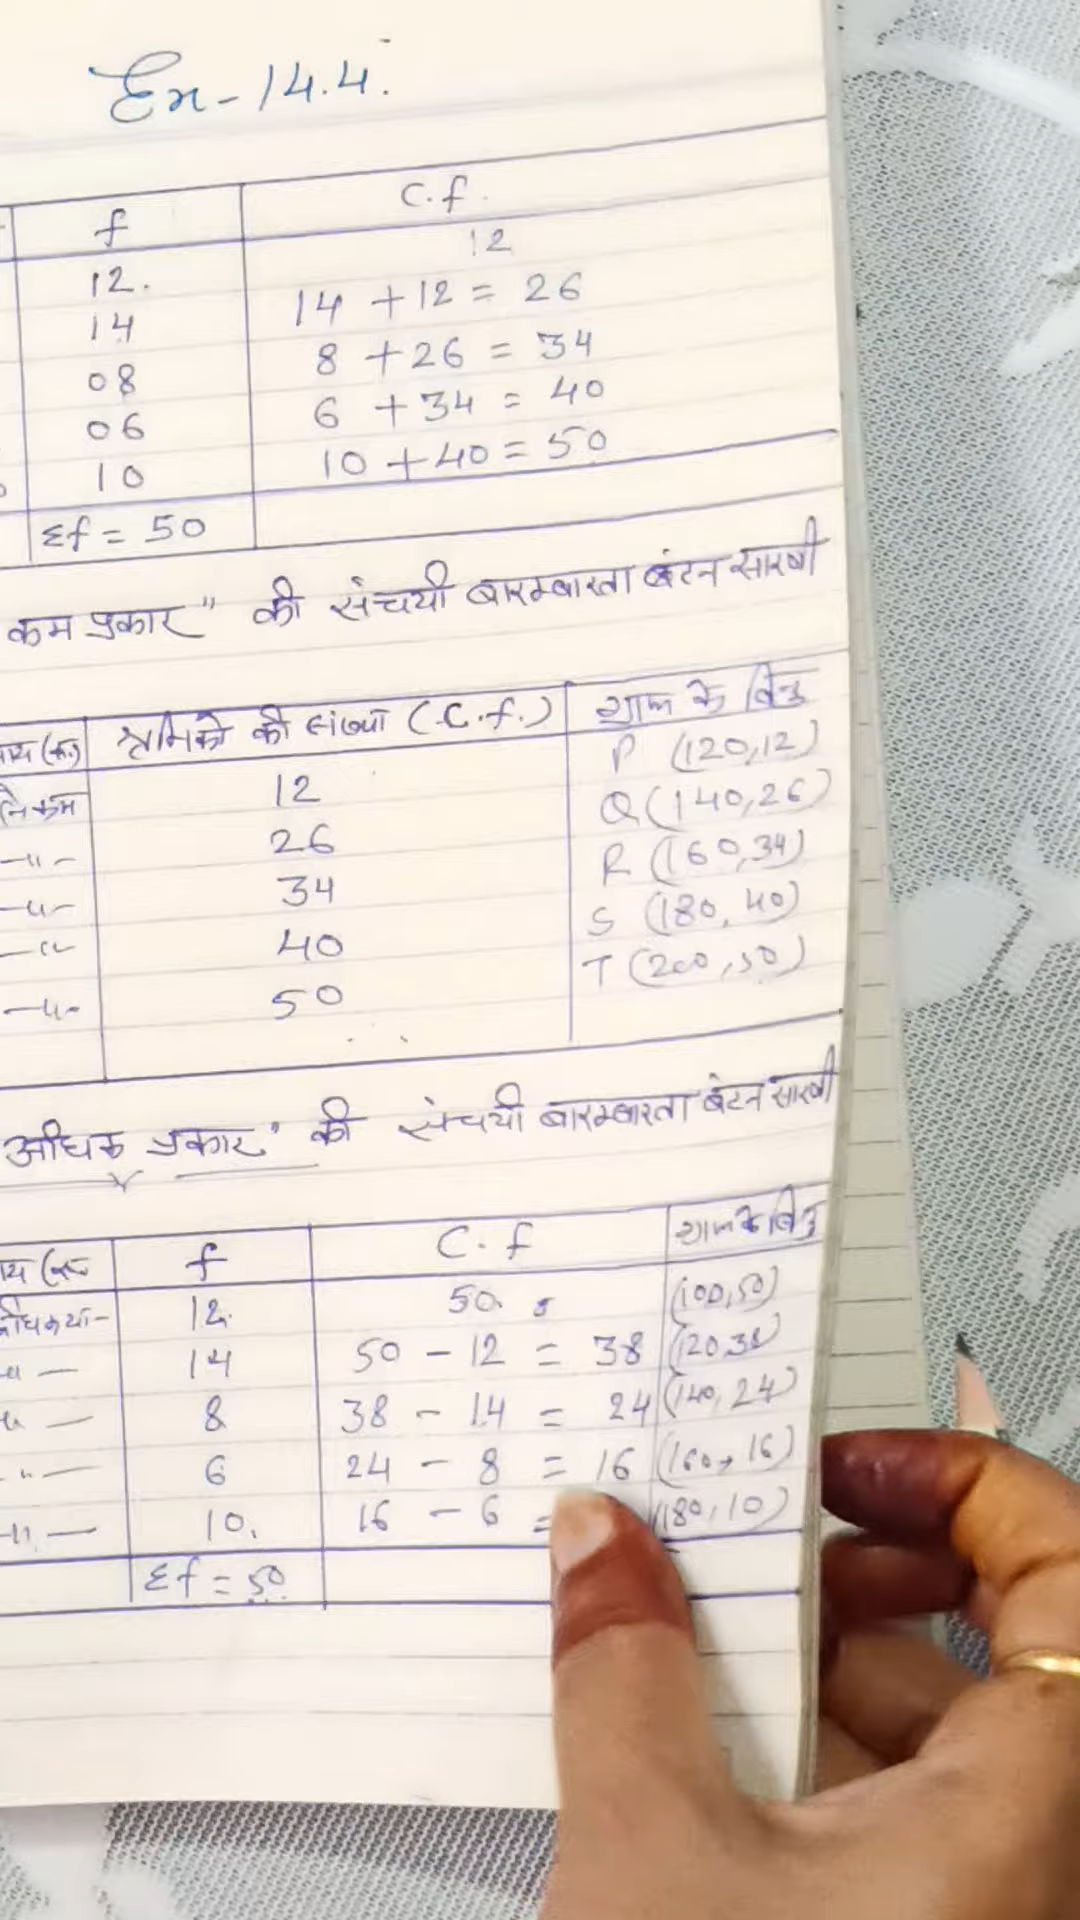 Ex-14.4.
f C.f.
12. 12
14 14 + 12 = 26
08 8 + 26 = 34
06 6 + 34 = 40
10 10 + 40 = 50
Σf = 50
कम प्रकार" की संचयी बारम्बारता बंटन सारणी
श्रमिको की संख्या (C.f.) ग्राफ के बिन्दु
12 P (120,12)
26 Q (140,26)
34 R (160,34)
40 S (180, 40)
50 T (200,50)
अधिक प्रकार" की संचयी बारम्बारता बंटन सारणी
f C.f ग्राफ के बिन्दु
12. 50. (100,50)
-"- 14 50 - 12 = 38 (120,38)
-"- 8 38 - 14 = 24 (140, 24)
-"- 6 24 - 8 = 16 (160, 16)
-"- 10. 16 - 6 = (180, 10)
Σf = 50